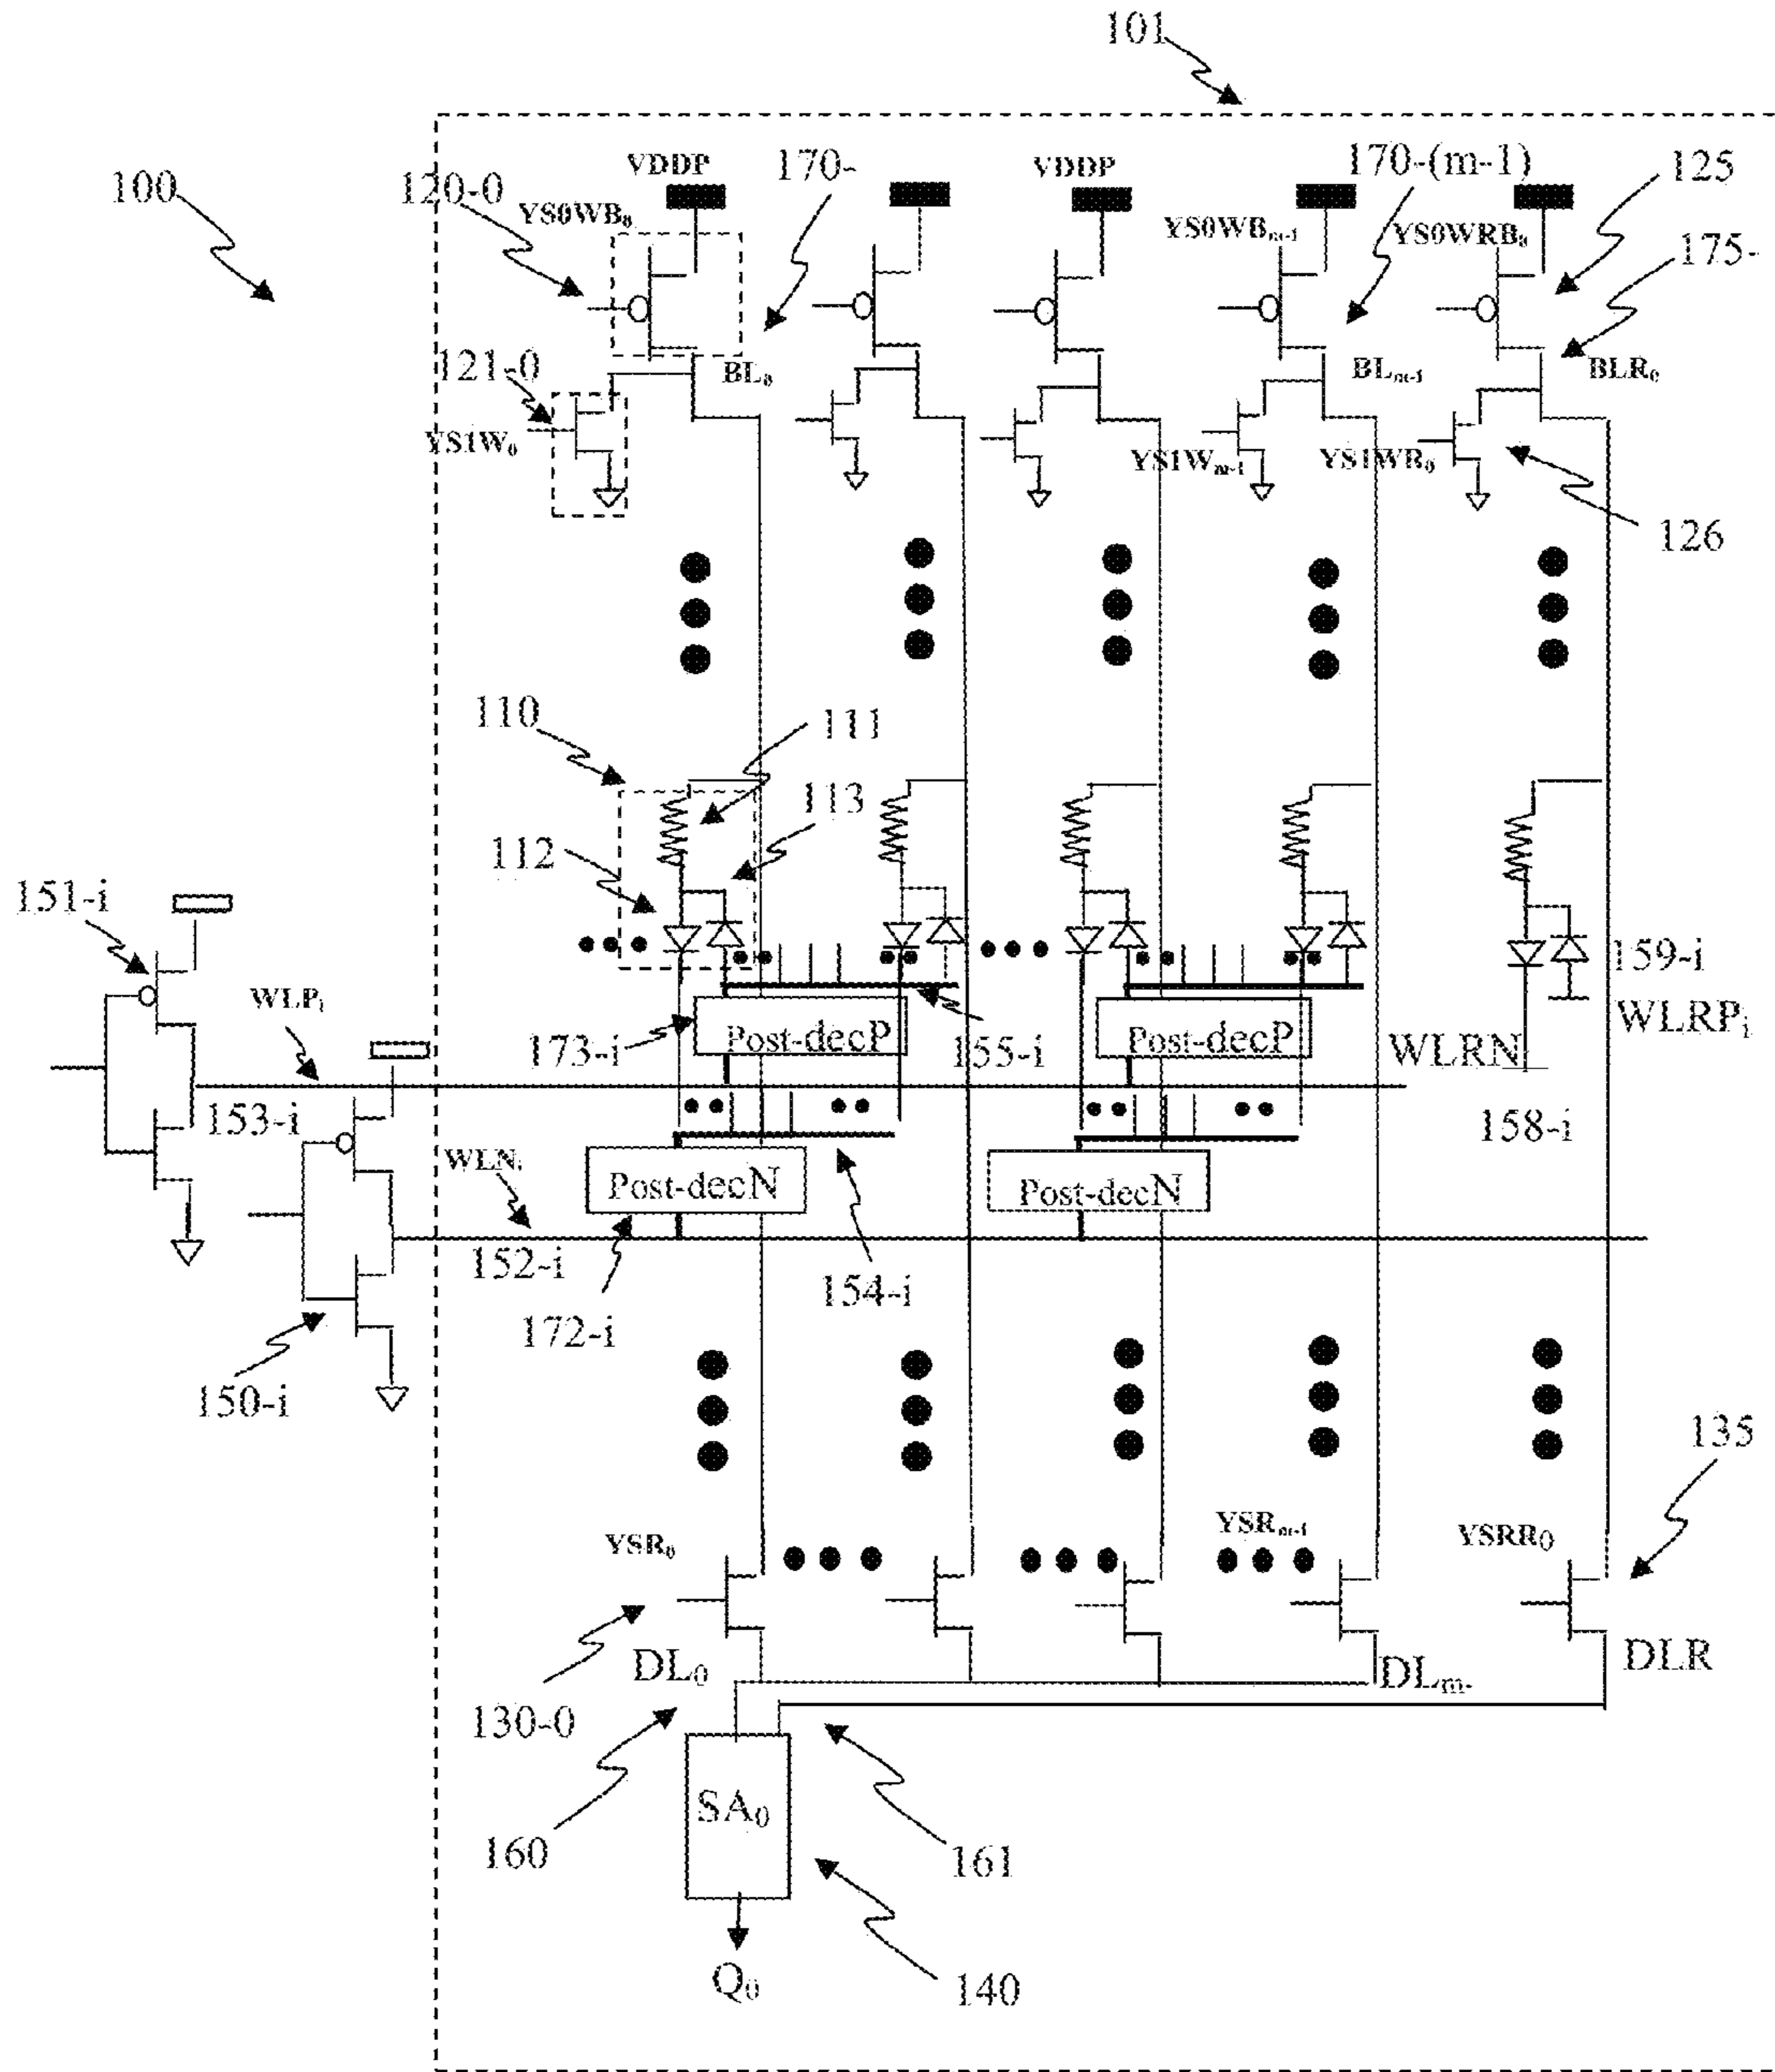 101
VDDP
170-
VDDP
170-(m-1)
125
100
120-0
YS0WB₀
YS0WBₘ₋₁
YS0WRB₀
175-
121-0
BL₀
BLₘ₋₁
BLR₀
YS1W₀
YS1Wₘ₋₁
YS1WR₀
126
110
111
113
112
151-i
159-i
WLPᵢ
173-i
Post-decP
155-i
Post-decP
WLRN
WLRPᵢ
153-i
158-i
WLNᵢ
Post-decN
Post-decN
152-i
154-i
172-i
150-i
135
YSR₀
YSRₘ₋₁
YSRR₀
DL₀
DLₘ₋
DLR
130-0
SA₀
160
161
Q₀
140